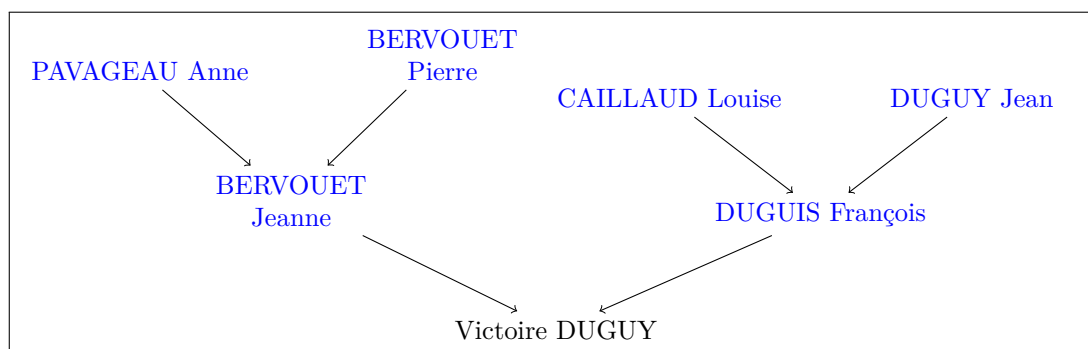 BERVOUET
Pierre
PAVAGEAU Anne
CAILLAUD Louise
DUGUY Jean
BERVOUET
Jeanne
DUGUIS François
Victoire DUGUY